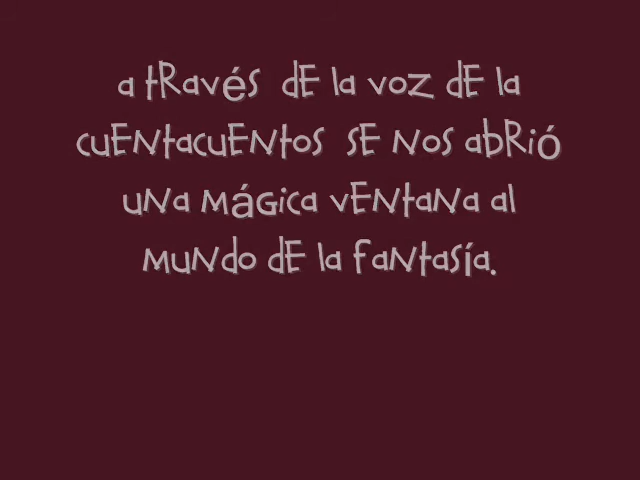 a través de la voz de la
cuentacuentos se nos abrió
una mágica ventana al
mundo de la fantasía.